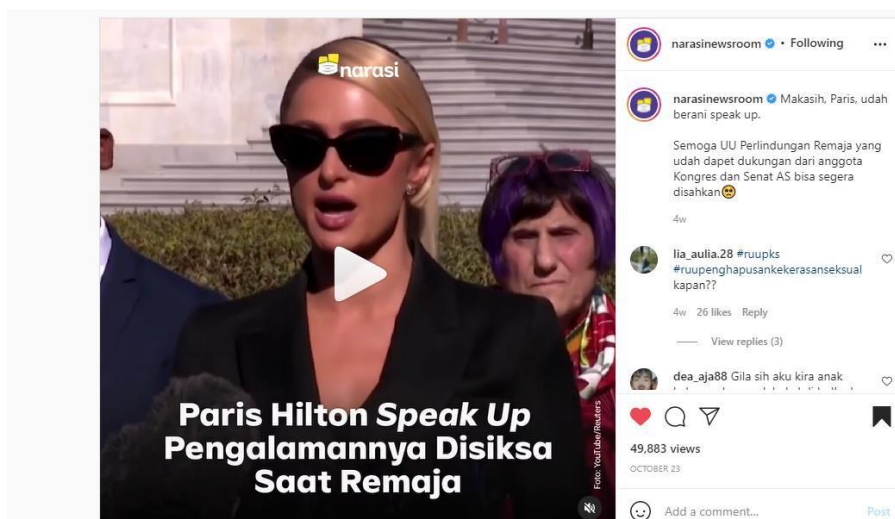 narasi
Paris Hilton Speak Up
Pengalamannya Disiksa
Saat Remaja
Foto: YouTube/Reuters
narasinewsroom • Following
narasinewsroom Makasih, Paris, udah
berani speak up.
Semoga UU Perlindungan Remaja yang
udah dapet dukungan dari anggota
Kongres dan Senat AS bisa segera
disahkan
4w
lia_aulia.28 #ruupks
#ruupenghapusankekerasanseksual
kapan??
4w 26 likes Reply
View replies (3)
dea_aja88 Gila sih aku kira anak
49,883 views
OCTOBER 23
Add a comment... Post